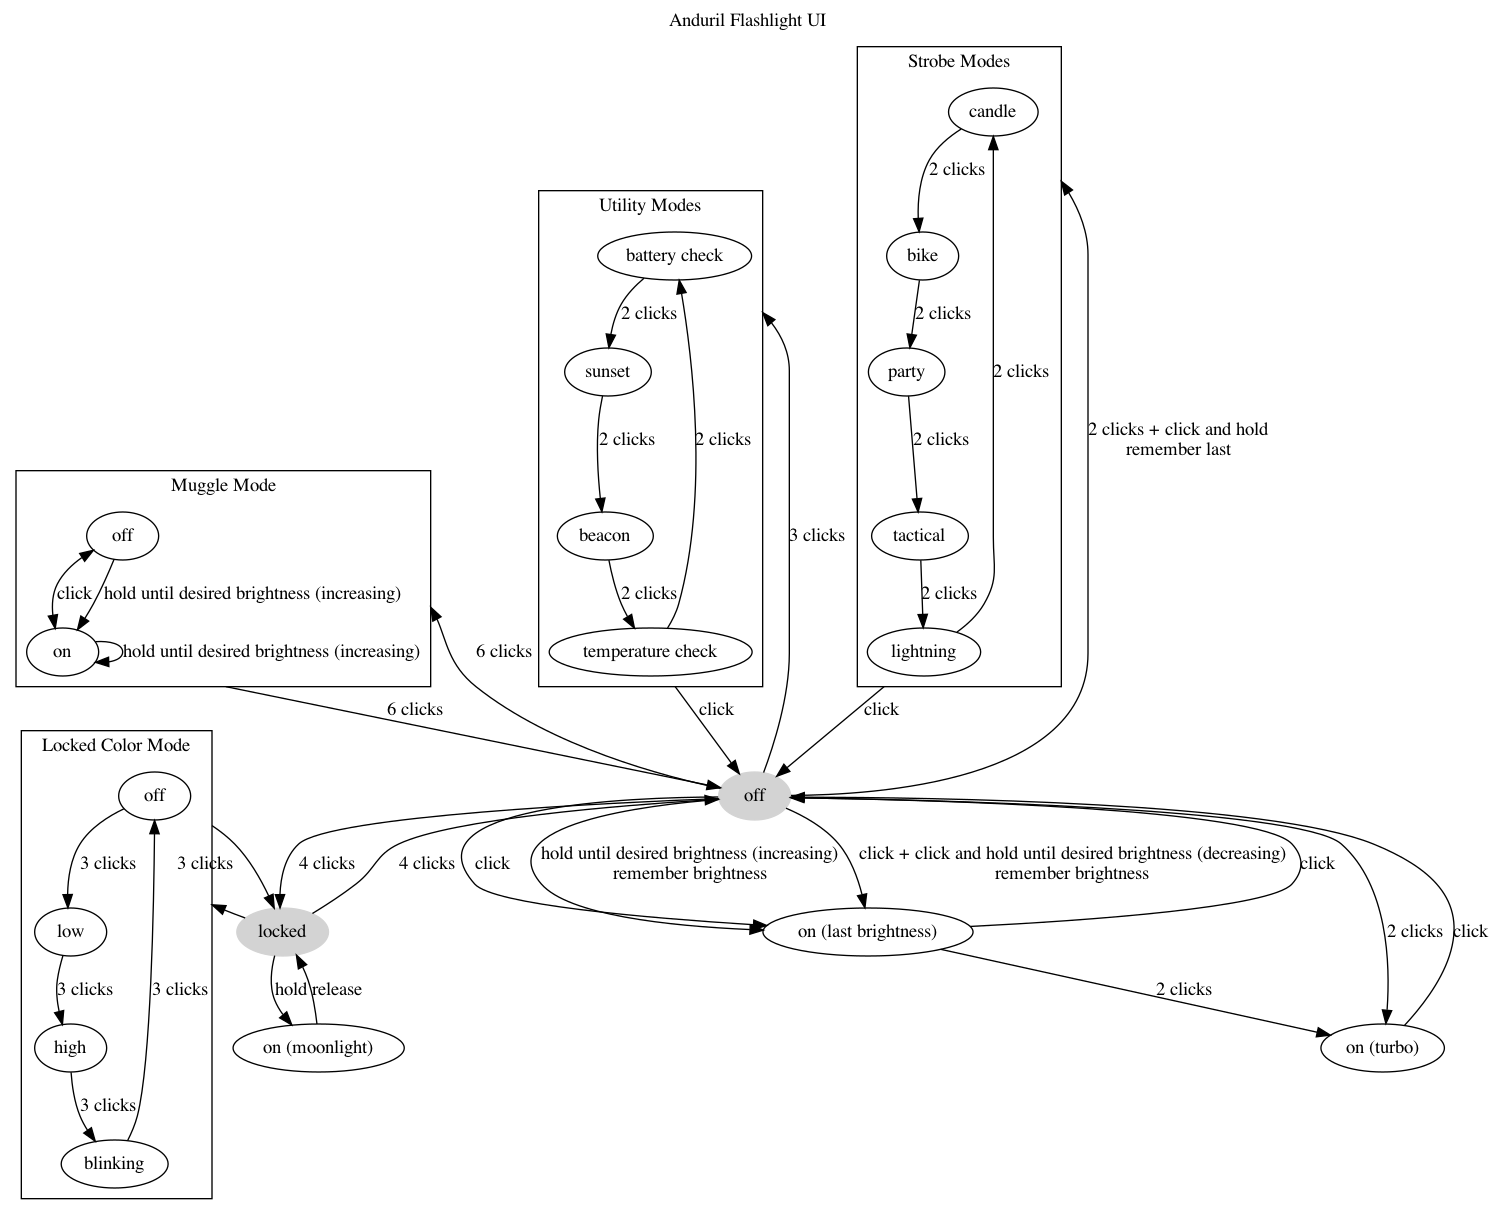 Anduril Flashlight UI
Strobe Modes
candle
2 clicks
bike
2 clicks
party
2 clicks
2 clicks
tactical
2 clicks
lightning
Utility Modes
battery check
2 clicks
sunset
2 clicks
2 clicks
beacon
2 clicks
temperature check
2 clicks + click and hold
remember last
3 clicks
Muggle Mode
off
click
hold until desired brightness (increasing)
on
hold until desired brightness (increasing)
6 clicks
6 clicks
click
click
Locked Color Mode
off
3 clicks
low
3 clicks
3 clicks
high
3 clicks
blinking
3 clicks
off
4 clicks
4 clicks
click
hold until desired brightness (increasing)
remember brightness
click + click and hold until desired brightness (decreasing)
remember brightness
click
locked
on (last brightness)
2 clicks
click
hold
release
2 clicks
on (moonlight)
on (turbo)